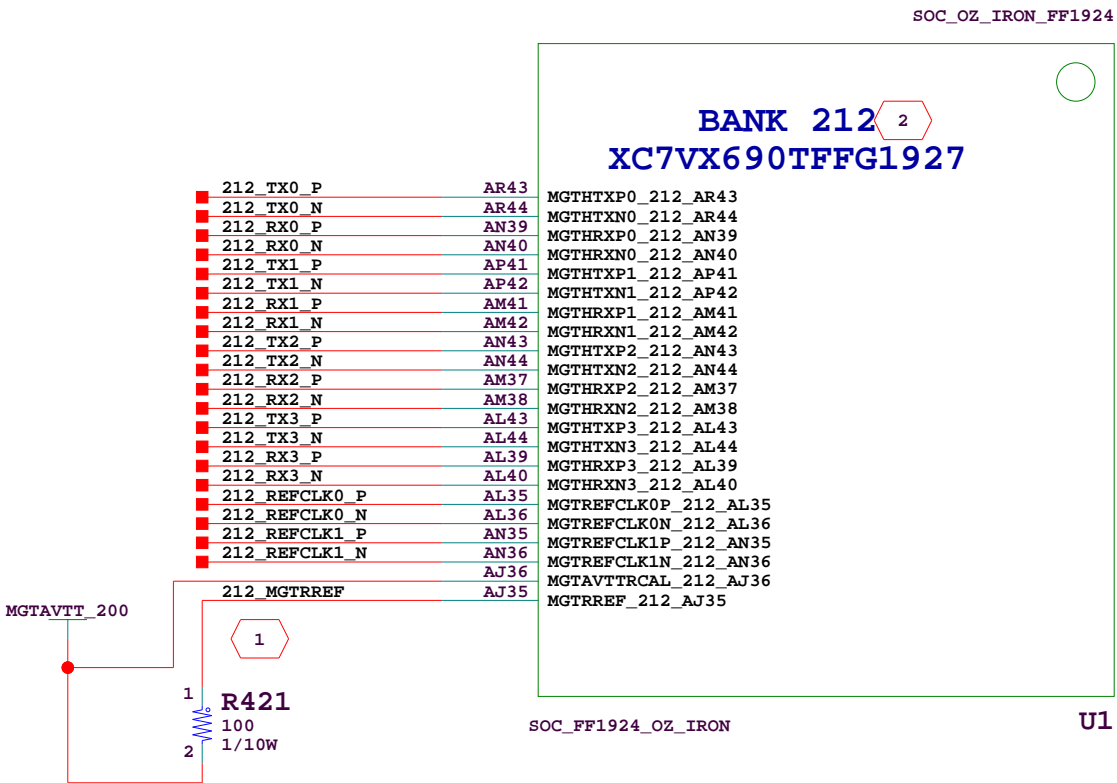 SOC_OZ_IRON_FF1924
BANK 212
2
XC7VX690TFFG1927
212_TX0_P AR43 MGTHTXP0_212_AR43
212_TX0_N AR44 MGTHTXN0_212_AR44
212_RX0_P AN39 MGTHRXP0_212_AN39
212_RX0_N AN40 MGTHRXN0_212_AN40
212_TX1_P AP41 MGTHTXP1_212_AP41
212_TX1_N AP42 MGTHTXN1_212_AP42
212_RX1_P AM41 MGTHRXP1_212_AM41
212_RX1_N AM42 MGTHRXN1_212_AM42
212_TX2_P AN43 MGTHTXP2_212_AN43
212_TX2_N AN44 MGTHTXN2_212_AN44
212_RX2_P AM37 MGTHRXP2_212_AM37
212_RX2_N AM38 MGTHRXN2_212_AM38
212_TX3_P AL43 MGTHTXP3_212_AL43
212_TX3_N AL44 MGTHTXN3_212_AL44
212_RX3_P AL39 MGTHRXP3_212_AL39
212_RX3_N AL40 MGTHRXN3_212_AL40
212_REFCLK0_P AL35 MGTREFCLK0P_212_AL35
212_REFCLK0_N AL36 MGTREFCLK0N_212_AL36
212_REFCLK1_P AN35 MGTREFCLK1P_212_AN35
212_REFCLK1_N AN36 MGTREFCLK1N_212_AN36
AJ36 MGTAVTTRCAL_212_AJ36
212_MGTRREF AJ35 MGTRREF_212_AJ35
MGTAVTT_200
1
1
R421
100
1/10W
2
SOC_FF1924_OZ_IRON
U1